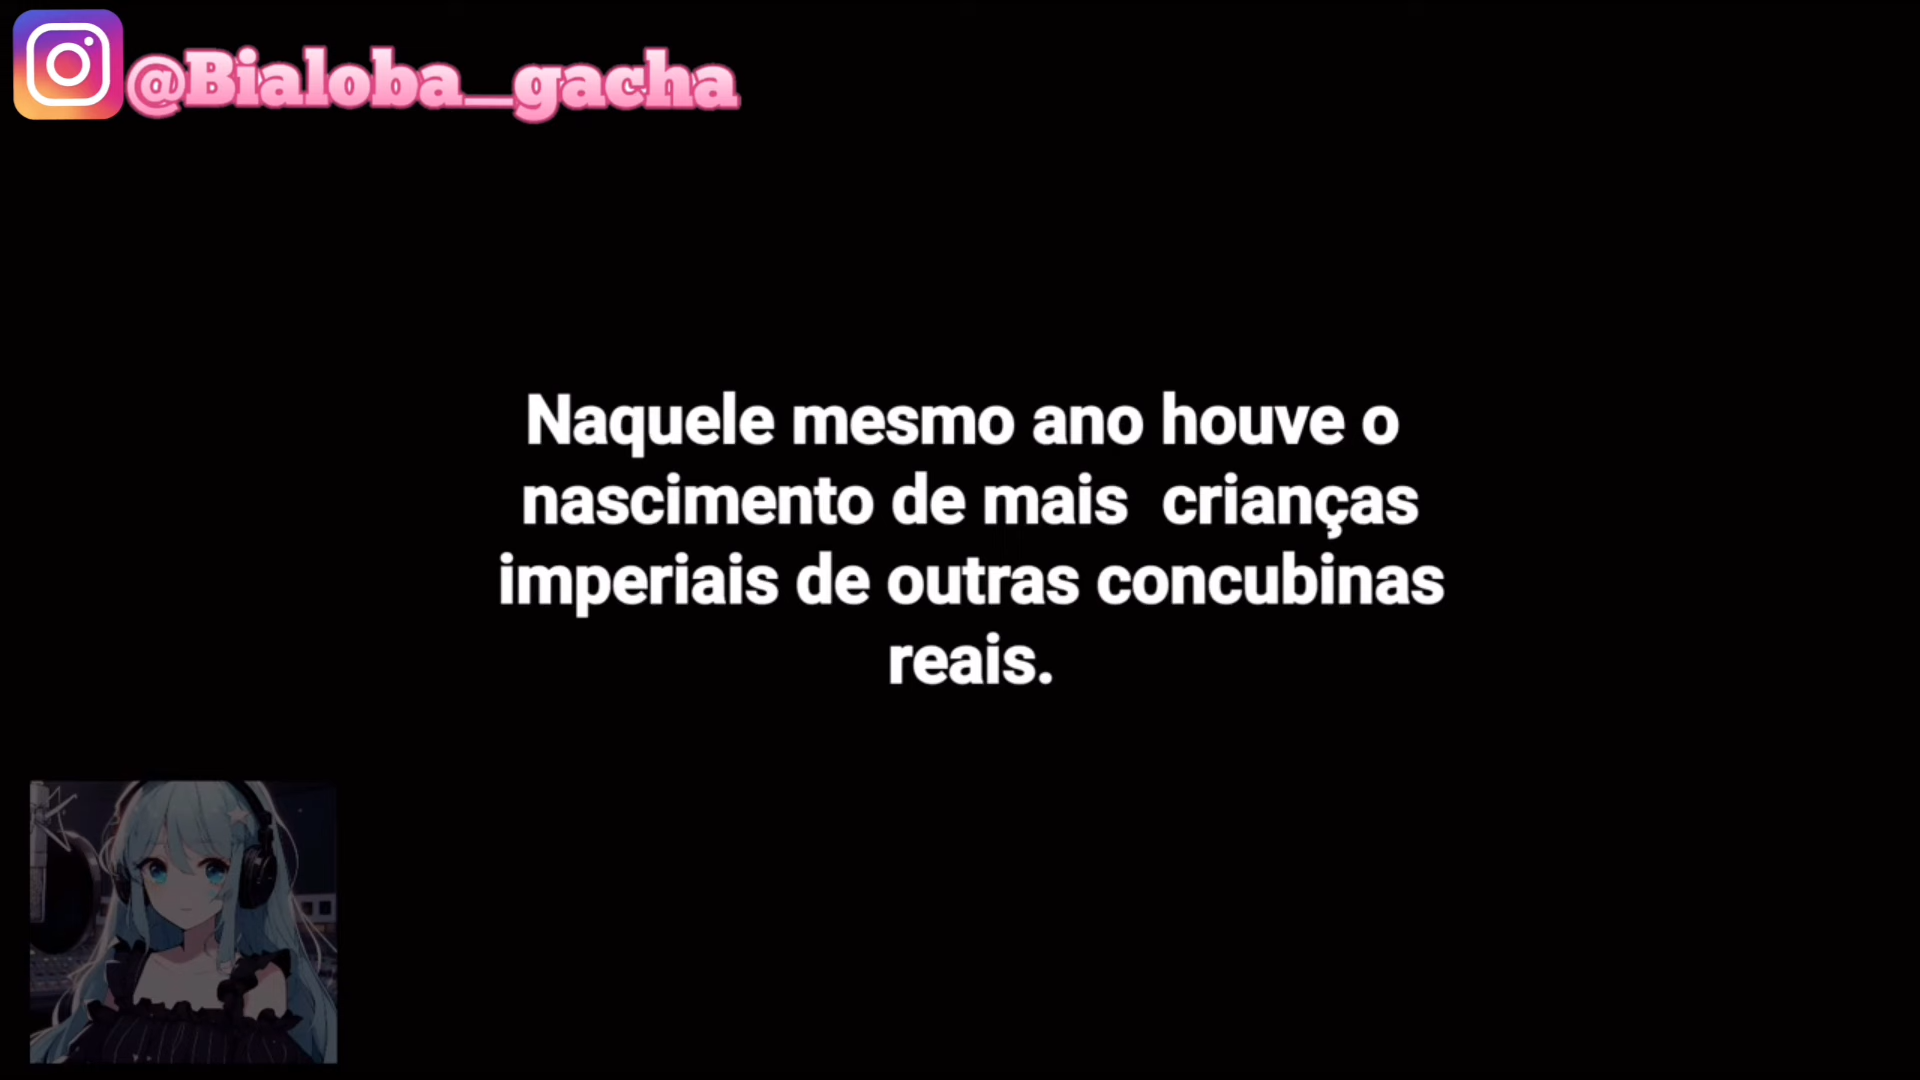 @Bialoba_gacha
Naquele mesmo ano houve o
nascimento de mais  crianças
imperiais de outras concubinas
reais.